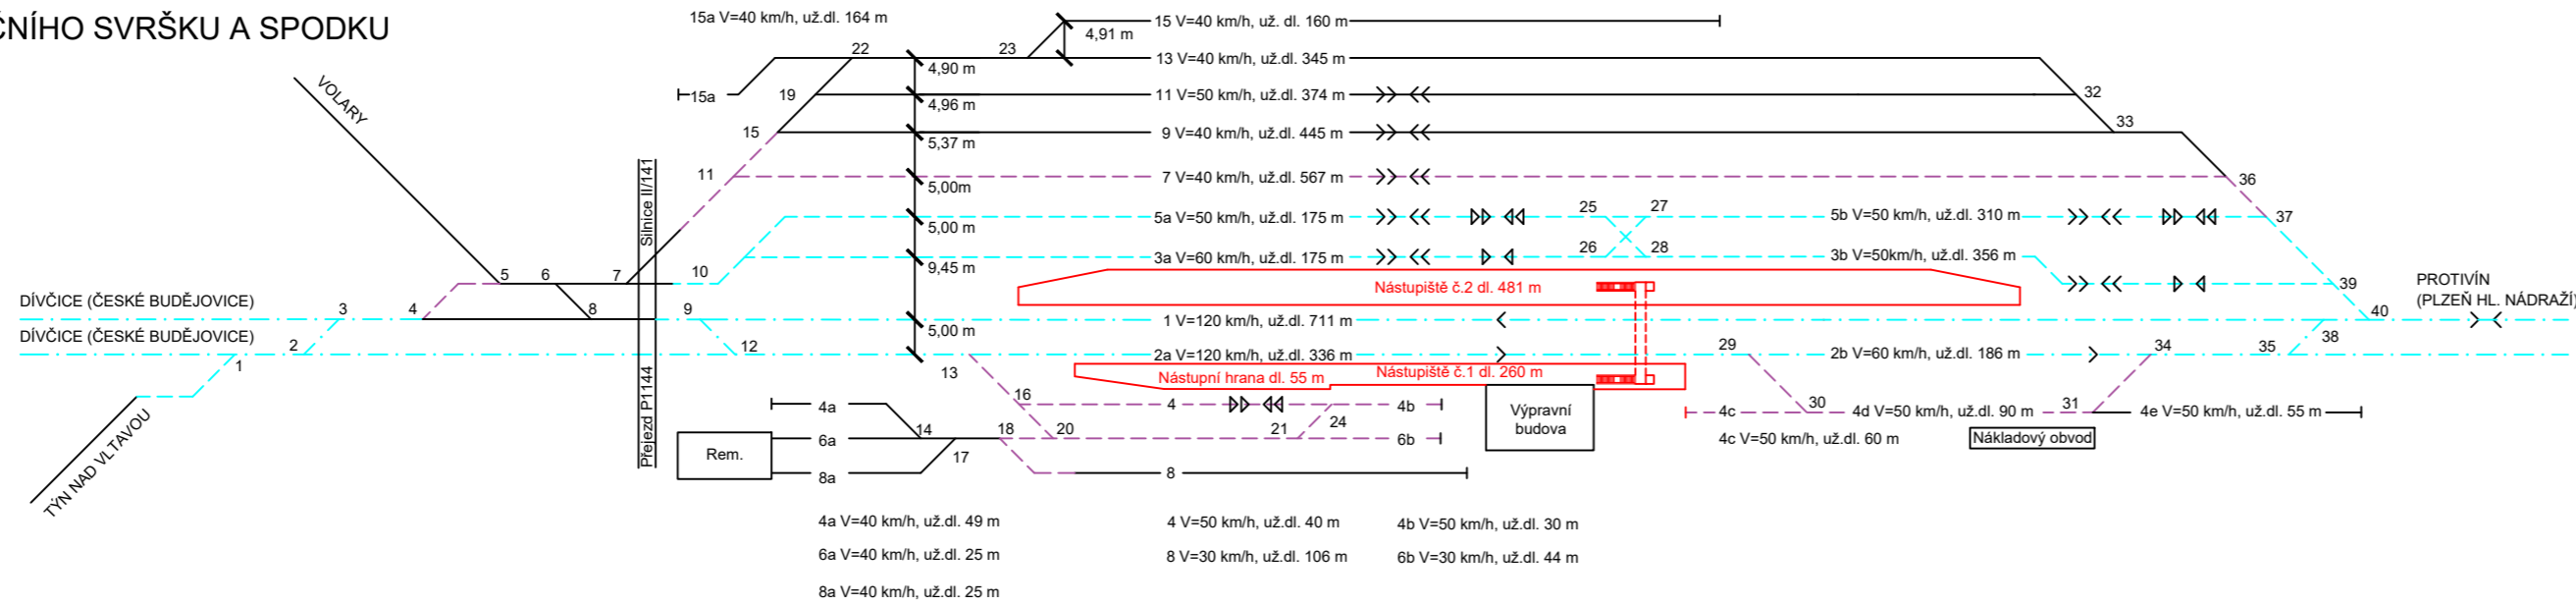 ČNÍHO SVRŠKU A SPODKU
15a V=40 km/h, už.dl. 164 m
15 V=40 km/h, už. dl. 160 m
4,91 m
22
23
13 V=40 km/h, už.dl. 345 m
4,90 m
VOLARY
15a
19
11 V=50 km/h, už.dl. 374 m
32
4,96 m
15
9 V=40 km/h, už.dl. 445 m
33
5,37 m
Silnice II/141
11
7 V=40 km/h, už.dl. 567 m
36
5,00m
5a V=50 km/h, už.dl. 175 m
25
27
5b V=50 km/h, už.dl. 310 m
37
5,00 m
3a V=60 km/h, už.dl. 175 m
26
28
3b V=50km/h, už.dl. 356 m
9,45 m
5
6
7
10
Nástupiště č.2 dl. 481 m
39
PROTIVÍN
(PLZEŇ HL. NÁDRAŽÍ)
DÍVČICE (ČESKÉ BUDĚJOVICE)
3
4
8
9
1 V=120 km/h, už.dl. 711 m
40
5,00 m
DÍVČICE (ČESKÉ BUDĚJOVICE)
1
2
12
2a V=120 km/h, už.dl. 336 m
29
2b V=60 km/h, už.dl. 186 m
34
35
38
Přejezd P1144
13
Nástupní hrana dl. 55 m
Nástupiště č.1 dl. 260 m
TÝN NAD VLTAVOU
4a
16
4
4b
Výpravní
budova
4c
30
4d V=50 km/h, už.dl. 90 m
31
4e V=50 km/h, už.dl. 55 m
14
18
20
21
24
6a
6b
4c V=50 km/h, už.dl. 60 m
Nákladový obvod
Rem.
17
8a
8
4a V=40 km/h, už.dl. 49 m
4 V=50 km/h, už.dl. 40 m
4b V=50 km/h, už.dl. 30 m
6a V=40 km/h, už.dl. 25 m
8 V=30 km/h, už.dl. 106 m
6b V=30 km/h, už.dl. 44 m
8a V=40 km/h, už.dl. 25 m